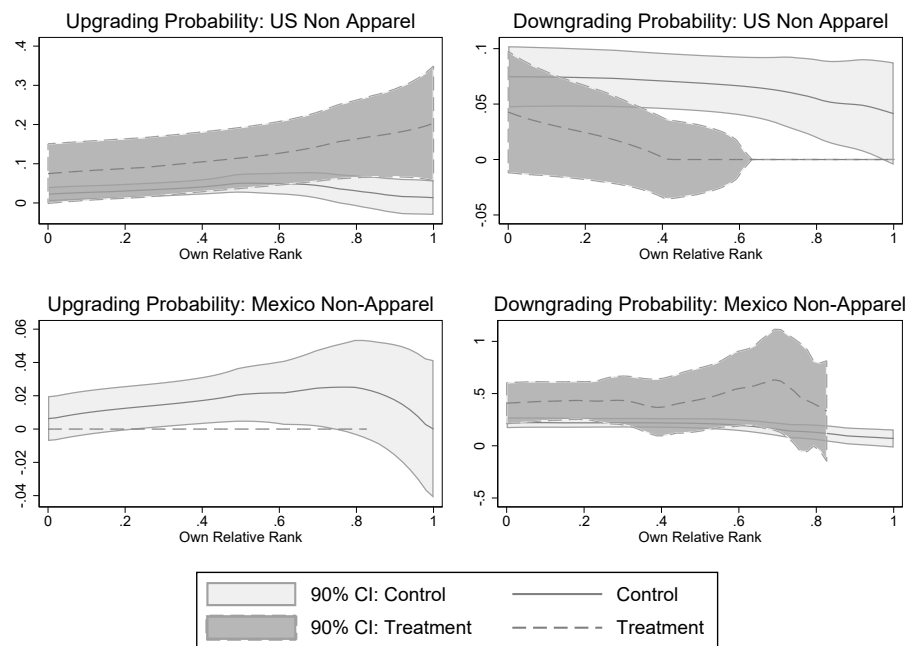 Upgrading Probability: US Non Apparel
.4
.3
.2
.1
0
0 .2 .4 .6 .8 1
Own Relative Rank
Downgrading Probability: US Non Apparel
.1
.05
0
-.05
0 .2 .4 .6 .8 1
Own Relative Rank
Upgrading Probability: Mexico Non-Apparel
.06
.04
.02
0
-.02
-.04
0 .2 .4 .6 .8 1
Own Relative Rank
Downgrading Probability: Mexico Non-Apparel
1
.5
0
-.5
0 .2 .4 .6 .8 1
Own Relative Rank
90% CI: Control Control
90% CI: Treatment Treatment